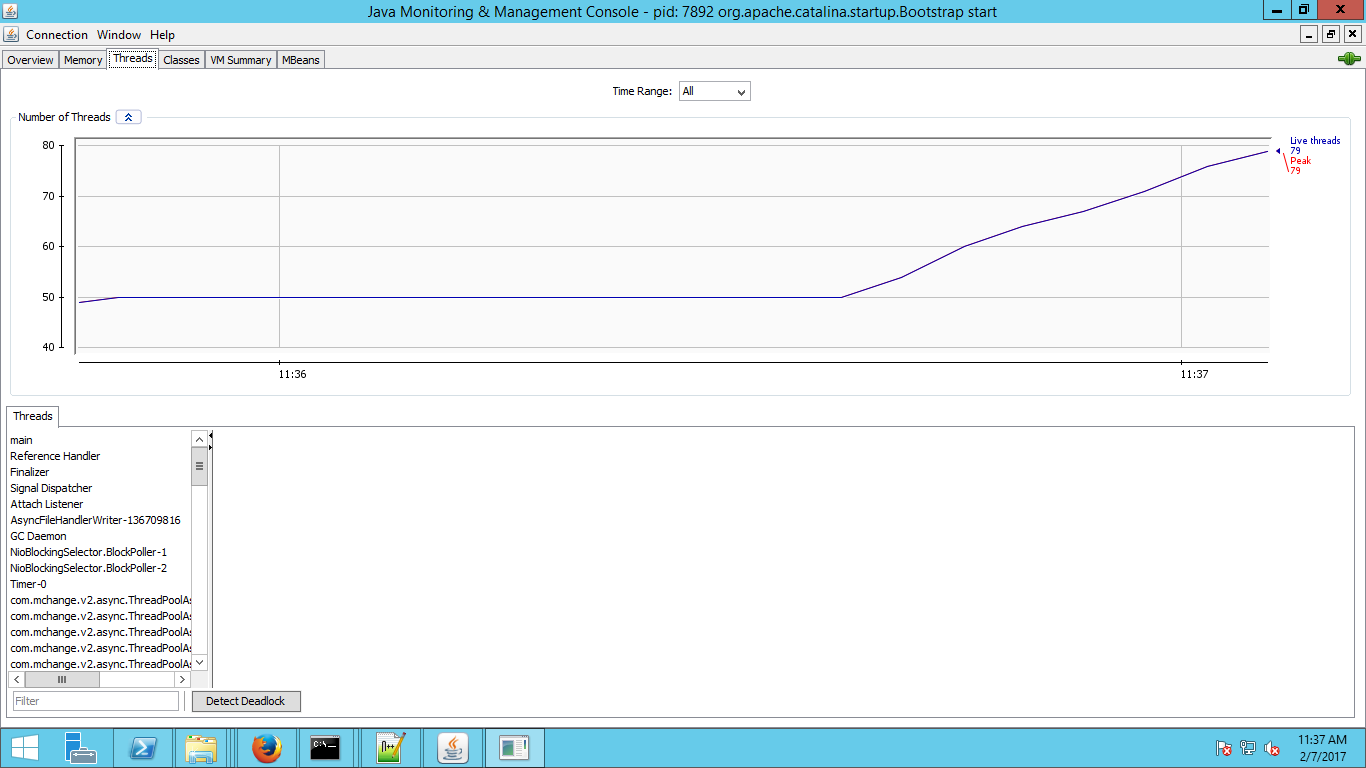 Java Monitoring & Management Console - pid: 7892 org.apache.catalina.startup.Bootstrap start
Connection Window Help
Overview Memory Threads Classes VM Summary MBeans
Time Range: All
Number of Threads
80
70
60
50
40
Live threads
79
Peak
79
11:36 11:37
Threads
main
Reference Handler
Finalizer
Signal Dispatcher
Attach Listener
AsyncFileHandlerWriter-136709816
GC Daemon
NioBlockingSelector.BlockPoller-1
NioBlockingSelector.BlockPoller-2
Timer-0
com.mchange.v2.async.ThreadPoolAs
com.mchange.v2.async.ThreadPoolAs
com.mchange.v2.async.ThreadPoolAs
com.mchange.v2.async.ThreadPoolAs
com.mchange.v2.async.ThreadPoolAs
Filter Detect Deadlock
11:37 AM
2/7/2017